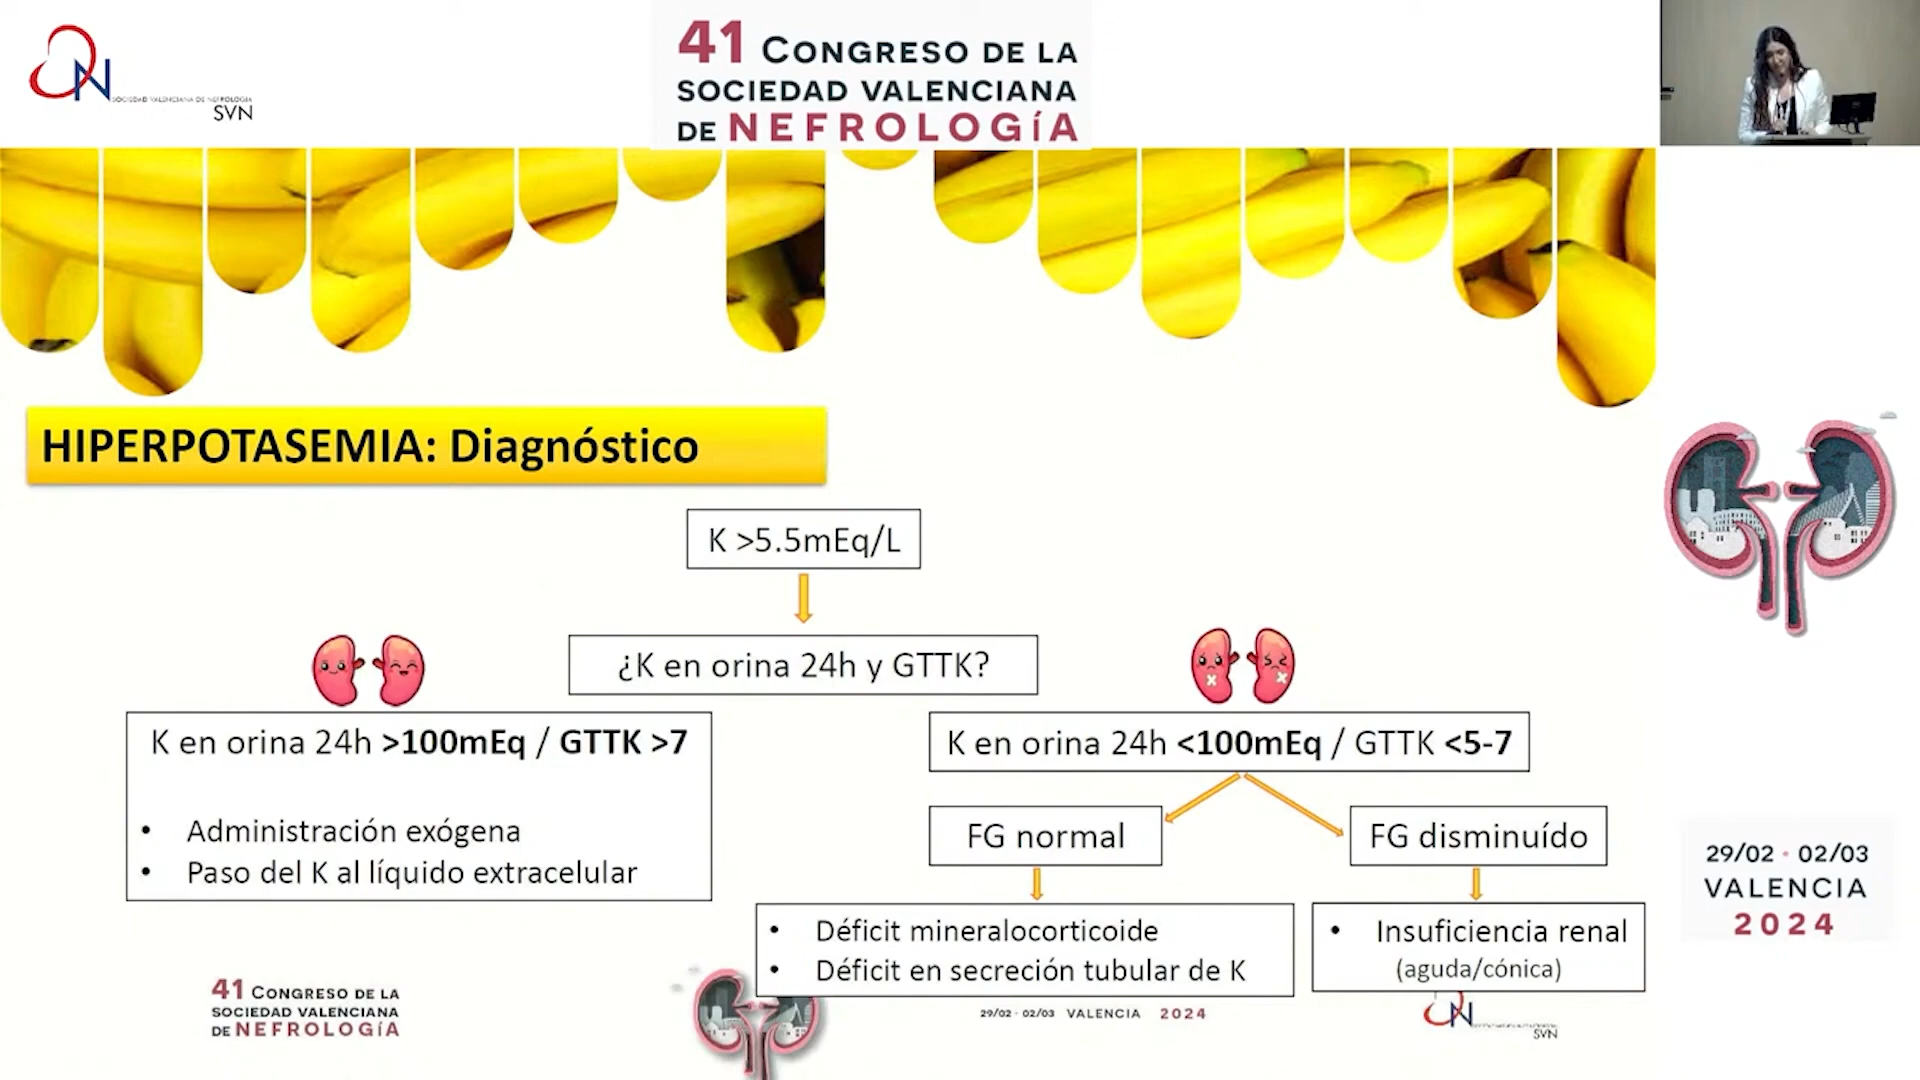 41 CONGRESO DE LA
SOCIEDAD VALENCIANA
DE NEFROLOGíA
SOCIEDAD VALENCIANA DE NEFROLOGIA
SVN
HIPERPOTASEMIA: Diagnóstico
K >5.5mEq/L
¿K en orina 24h y GTTK?
K en orina 24h >100mEq / GTTK >7
• Administración exógena
• Paso del K al líquido extracelular
K en orina 24h <100mEq / GTTK <5-7
FG normal
FG disminuído
• Déficit mineralocorticoide
• Déficit en secreción tubular de K
• Insuficiencia renal
(aguda/cónica)
29/02 · 02/03
VALENCIA
2024
41 CONGRESO DE LA
SOCIEDAD VALENCIANA
DE NEFROLOGíA
29/02 · 02/03 VALENCIA 2024
SVN